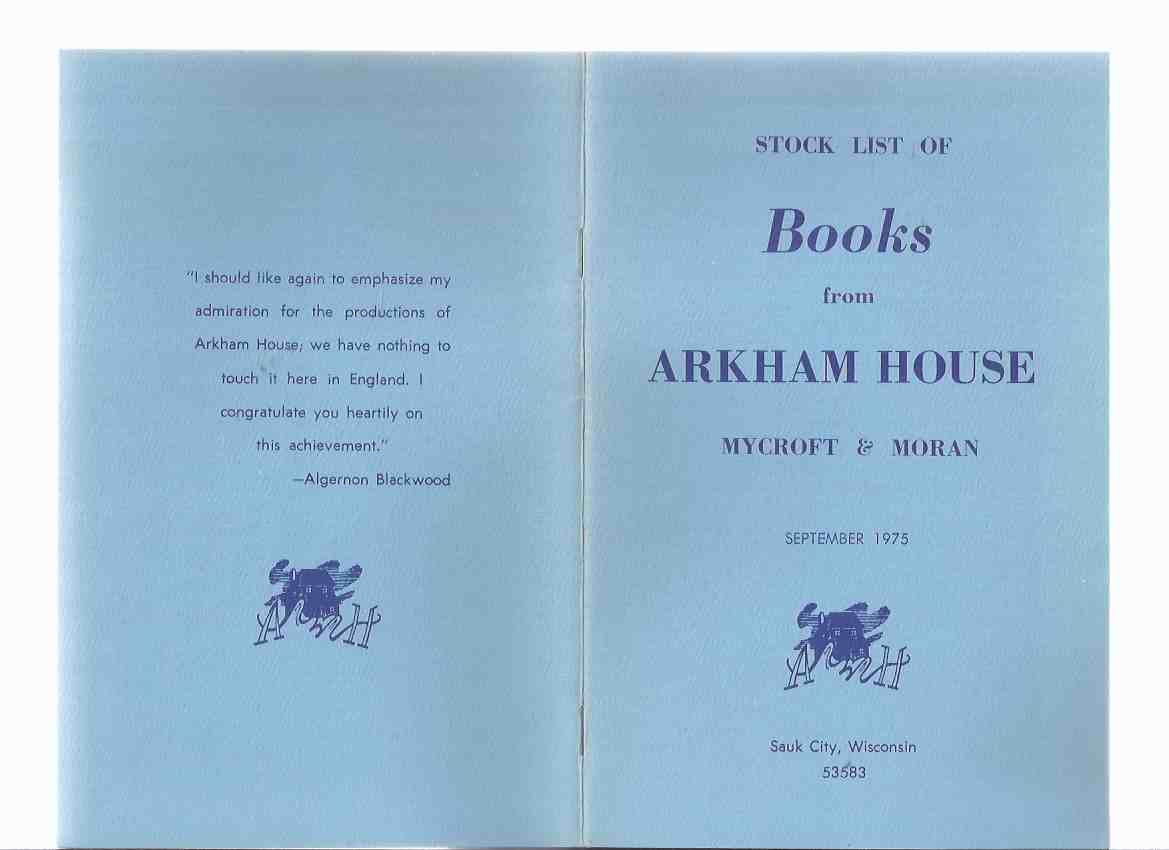 "I should like again to emphasize my
admiration for the productions of
Arkham House; we have nothing to
touch it here in England. I
congratulate you heartily on
this achievement."
—Algernon Blackwood
A H
STOCK LIST OF
Books
from
ARKHAM HOUSE
MYCROFT & MORAN
SEPTEMBER 1975
A H
Sauk City, Wisconsin
53583